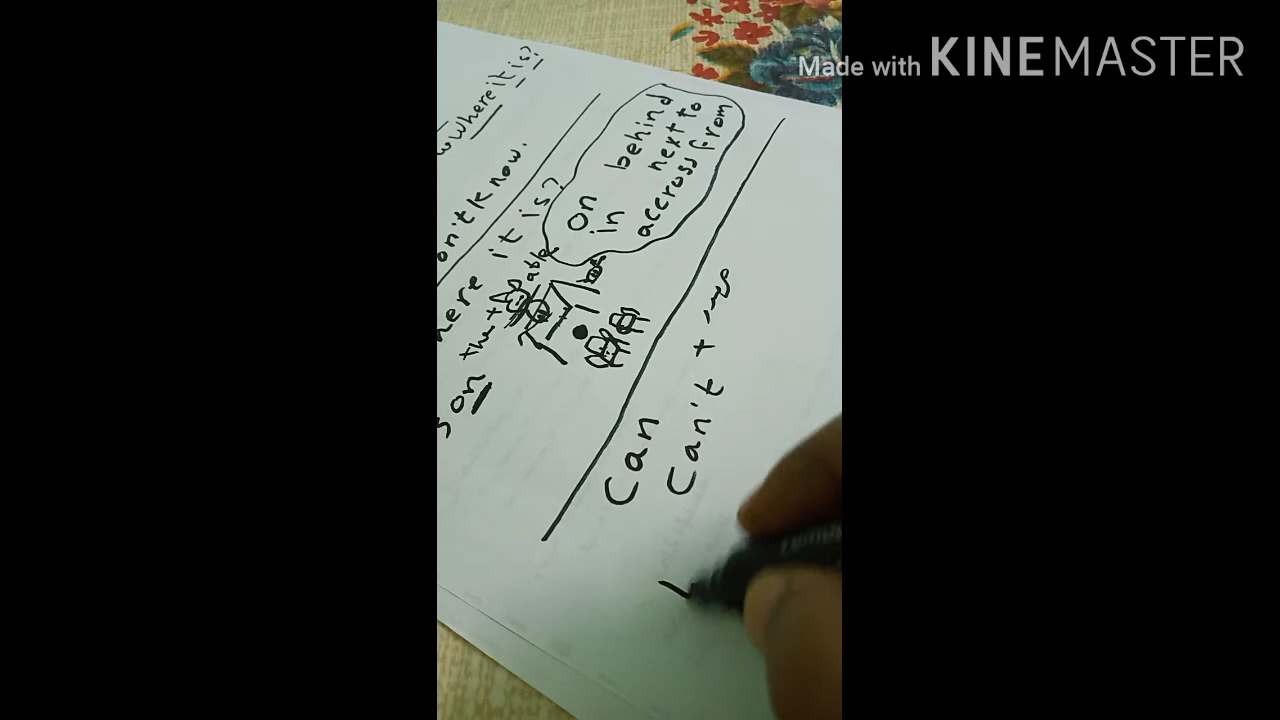 Made with KINEMASTER
where it is?
on't know.
here it is?
on the table
on behind
in next to
accross from
Can
Can't +